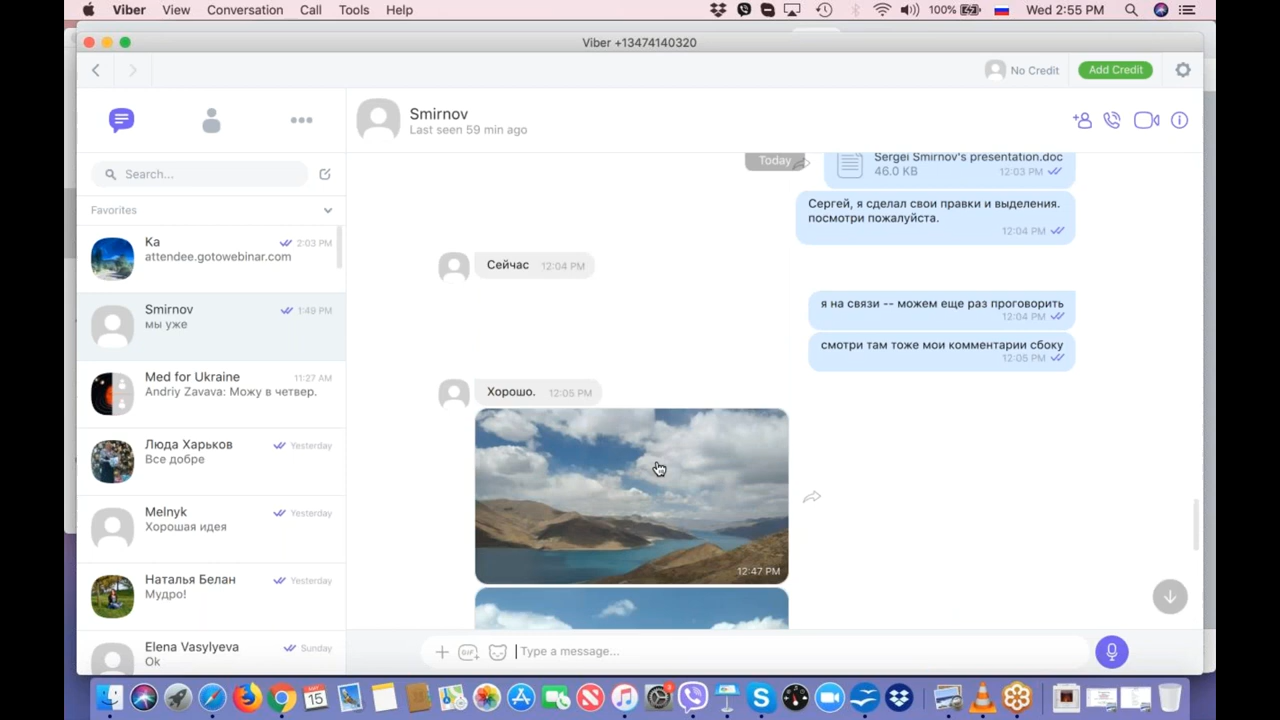 Viber View Conversation Call Tools Help 100% Wed 2:55 PM
Viber +13474140320
No Credit Add Credit
Smirnov
Last seen 59 min ago
Search...
Favorites
Ka 2:03 PM
attendee.gotowebinar.com
Smirnov 1:49 PM
мы уже
Med for Ukraine 11:27 AM
Andriy Zavava: Можу в четвер.
Люда Харьков Yesterday
Все добре
Melnyk Yesterday
Хорошая идея
Наталья Белан Yesterday
Мудро!
Elena Vasylyeva Sunday
Ok
Today
Sergei Smirnov's presentation.doc
46.0 KB 12:03 PM
Сергей, я сделал свои правки и выделения.
посмотри пожалуйста.
12:04 PM
Сейчас 12:04 PM
я на связи -- можем еще раз проговорить
12:04 PM
смотри там тоже мои комментарии сбоку
12:05 PM
Хорошо. 12:05 PM
12:47 PM
GIF
Type a message...
15